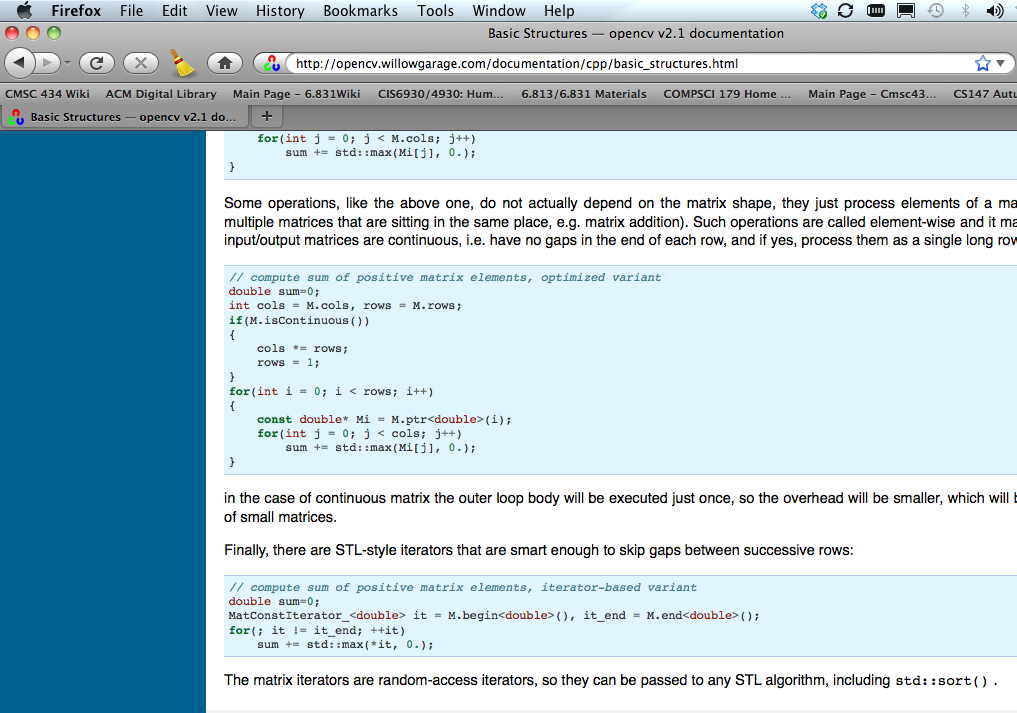 Firefox File Edit View History Bookmarks Tools Window Help
Basic Structures — opencv v2.1 documentation
http://opencv.willowgarage.com/documentation/cpp/basic_structures.html
CMSC 434 Wiki ACM Digital Library Main Page - 6.831Wiki CIS6930/4930: Hum... 6.813/6.831 Materials COMPSCI 179 Home ... Main Page - Cmsc43... CS147 Autu
Basic Structures — opencv v2.1 do... +
for(int j = 0; j < M.cols; j++)
sum += std::max(Mi[j], 0.);
}
Some operations, like the above one, do not actually depend on the matrix shape, they just process elements of a ma
multiple matrices that are sitting in the same place, e.g. matrix addition). Such operations are called element-wise and it ma
input/output matrices are continuous, i.e. have no gaps in the end of each row, and if yes, process them as a single long row
// compute sum of positive matrix elements, optimized variant
double sum=0;
int cols = M.cols, rows = M.rows;
if(M.isContinuous())
{
cols *= rows;
rows = 1;
}
for(int i = 0; i < rows; i++)
{
const double* Mi = M.ptr<double>(i);
for(int j = 0; j < cols; j++)
sum += std::max(Mi[j], 0.);
}
in the case of continuous matrix the outer loop body will be executed just once, so the overhead will be smaller, which will b
of small matrices.
Finally, there are STL-style iterators that are smart enough to skip gaps between successive rows:
// compute sum of positive matrix elements, iterator-based variant
double sum=0;
MatConstIterator_<double> it = M.begin<double>(), it_end = M.end<double>();
for(; it != it_end; ++it)
sum += std::max(*it, 0.);
The matrix iterators are random-access iterators, so they can be passed to any STL algorithm, including std::sort() .